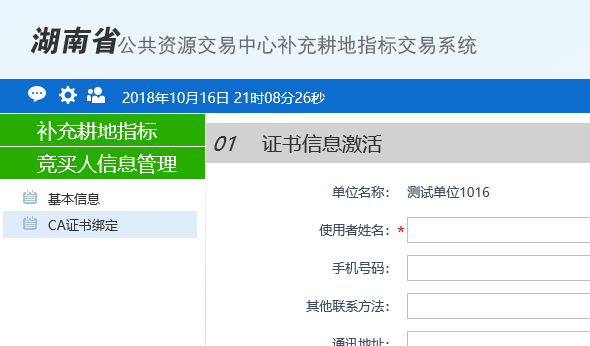 湖南省公共资源交易中心补充耕地指标交易系统
2018年10月16日 21时08分26秒
补充耕地指标
竞买人信息管理
基本信息
CA证书绑定
01 证书信息激活
单位名称： 测试单位1016
使用者姓名：*
手机号码：
其他联系方法：
通讯地址：